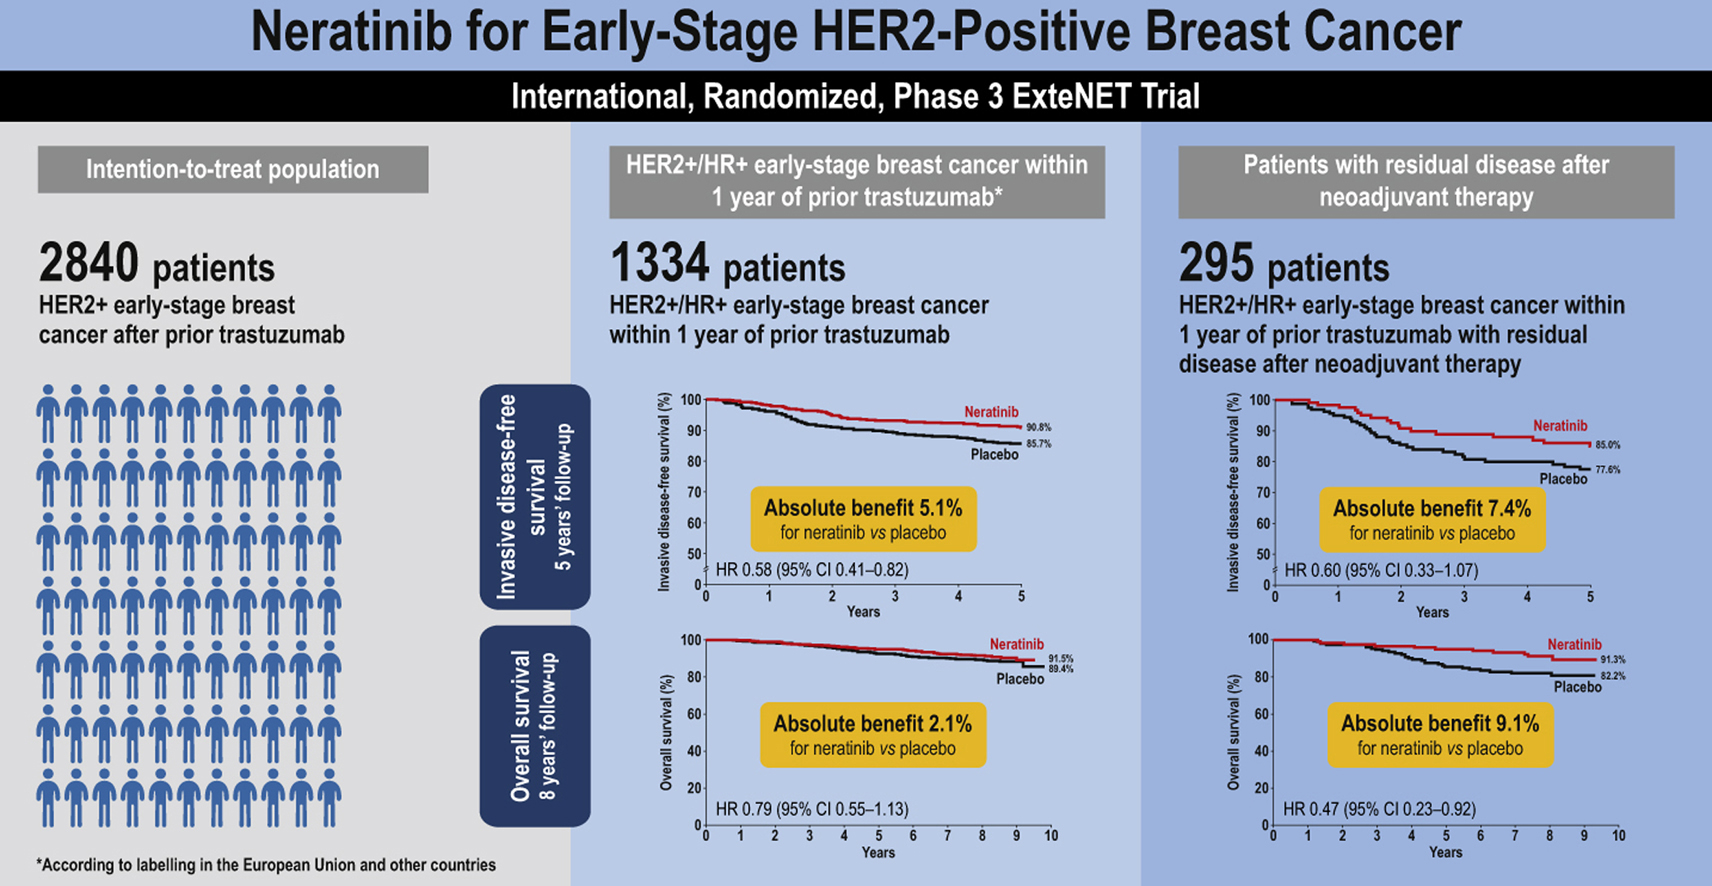 Neratinib for Early-Stage HER2-Positive Breast Cancer
International, Randomized, Phase 3 ExteNET Trial
Intention-to-treat population
2840 patients
HER2+ early-stage breast
cancer after prior trastuzumab
*According to labelling in the European Union and other countries
HER2+/HR+ early-stage breast cancer within
1 year of prior trastuzumab*
1334 patients
HER2+/HR+ early-stage breast cancer
within 1 year of prior trastuzumab
Patients with residual disease after
neoadjuvant therapy
295 patients
HER2+/HR+ early-stage breast cancer within
1 year of prior trastuzumab with residual
disease after neoadjuvant therapy
Invasive disease-free
survival
5 years' follow-up
Invasive disease-free survival (%)
100
90
80
70
60
50
0
Neratinib
90.8%
85.7%
Placebo
Absolute benefit 5.1%
for neratinib vs placebo
HR 0.58 (95% CI 0.41–0.82)
0 1 2 3 4 5
Years
Invasive disease-free survival (%)
100
90
80
70
60
50
0
Neratinib
85.0%
77.6%
Placebo
Absolute benefit 7.4%
for neratinib vs placebo
HR 0.60 (95% CI 0.33–1.07)
0 1 2 3 4 5
Years
Overall survival
8 years' follow-up
Overall survival (%)
100
80
60
40
20
0
Neratinib
91.5%
89.4%
Placebo
Absolute benefit 2.1%
for neratinib vs placebo
HR 0.79 (95% CI 0.55–1.13)
0 1 2 3 4 5 6 7 8 9 10
Years
Overall survival (%)
100
80
60
40
20
0
Neratinib
91.3%
82.2%
Placebo
Absolute benefit 9.1%
for neratinib vs placebo
HR 0.47 (95% CI 0.23–0.92)
0 1 2 3 4 5 6 7 8 9 10
Years